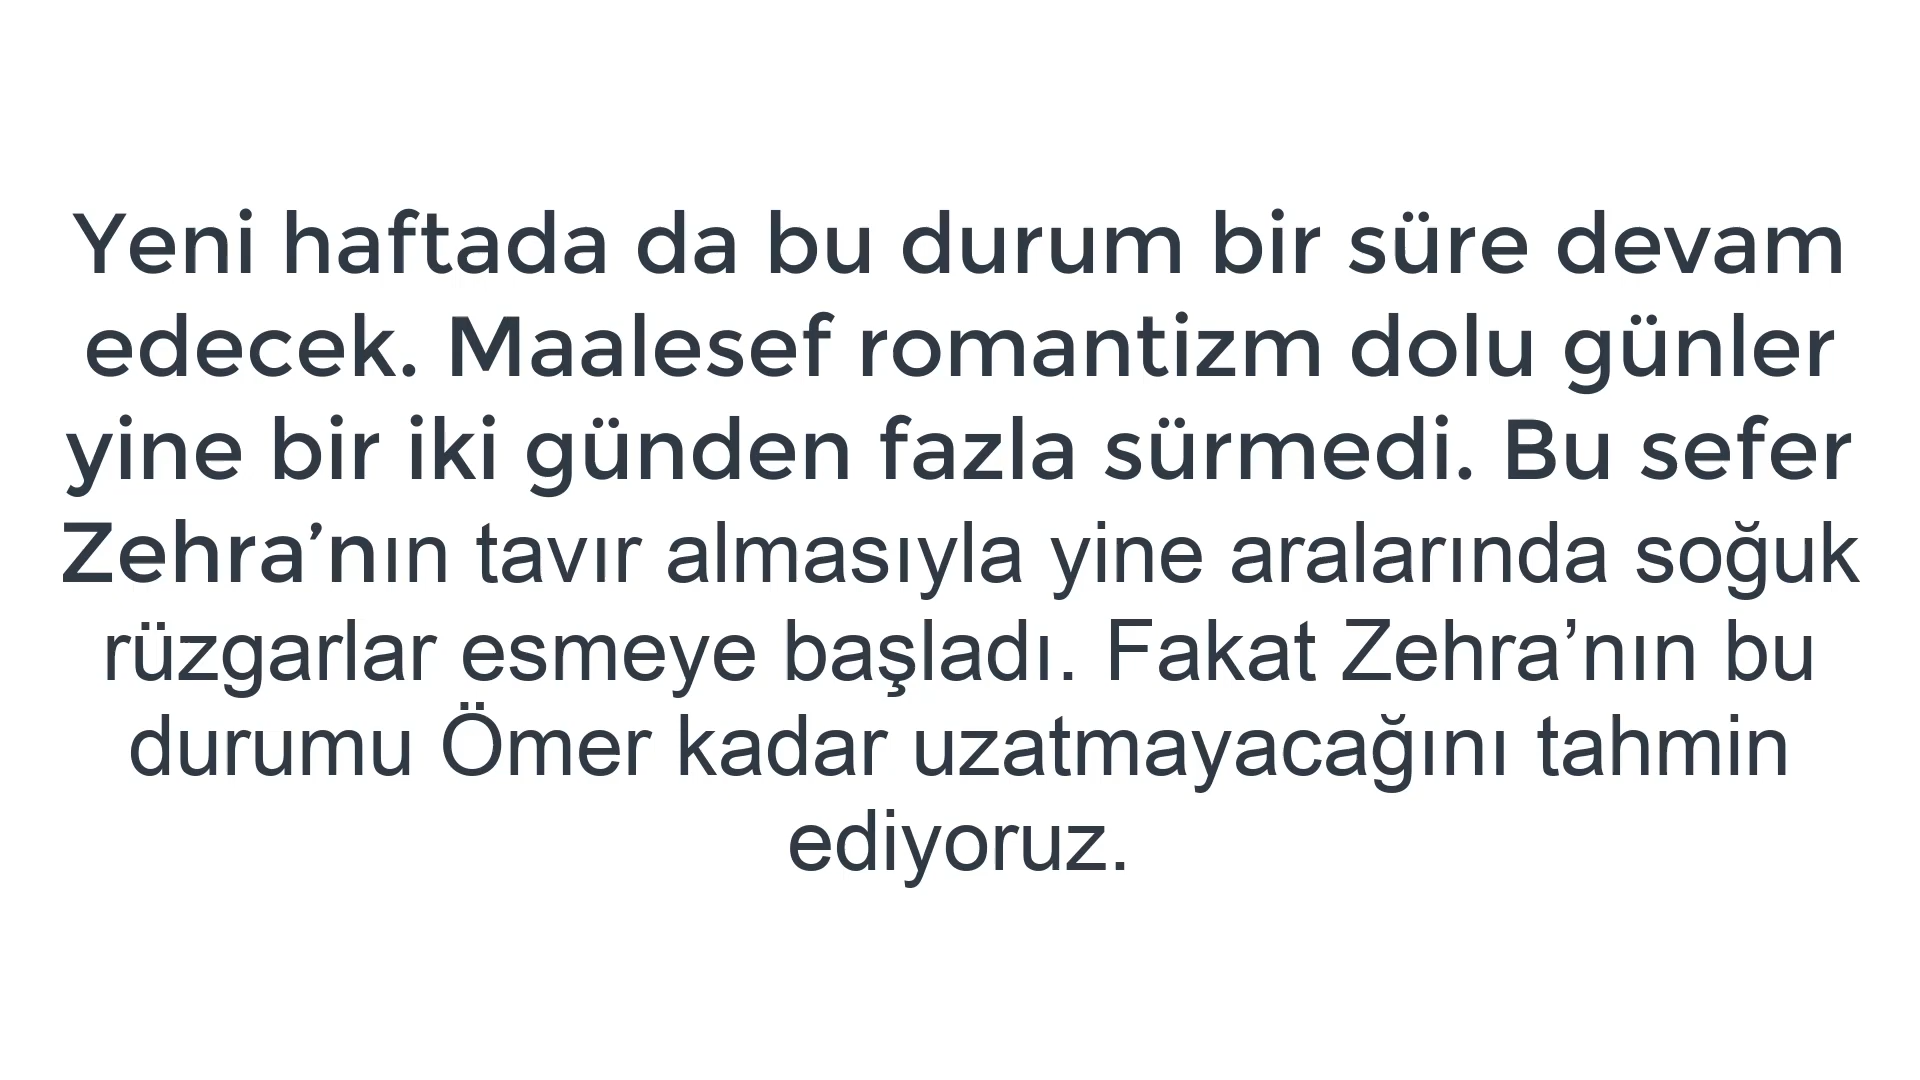 Yeni haftada da bu durum bir süre devam
edecek. Maalesef romantizm dolu günler
yine bir iki günden fazla sürmedi. Bu sefer
Zehra’nın tavır almasıyla yine aralarında soğuk
rüzgarlar esmeye başladı. Fakat Zehra’nın bu
durumu Ömer kadar uzatmayacağını tahmin
ediyoruz.